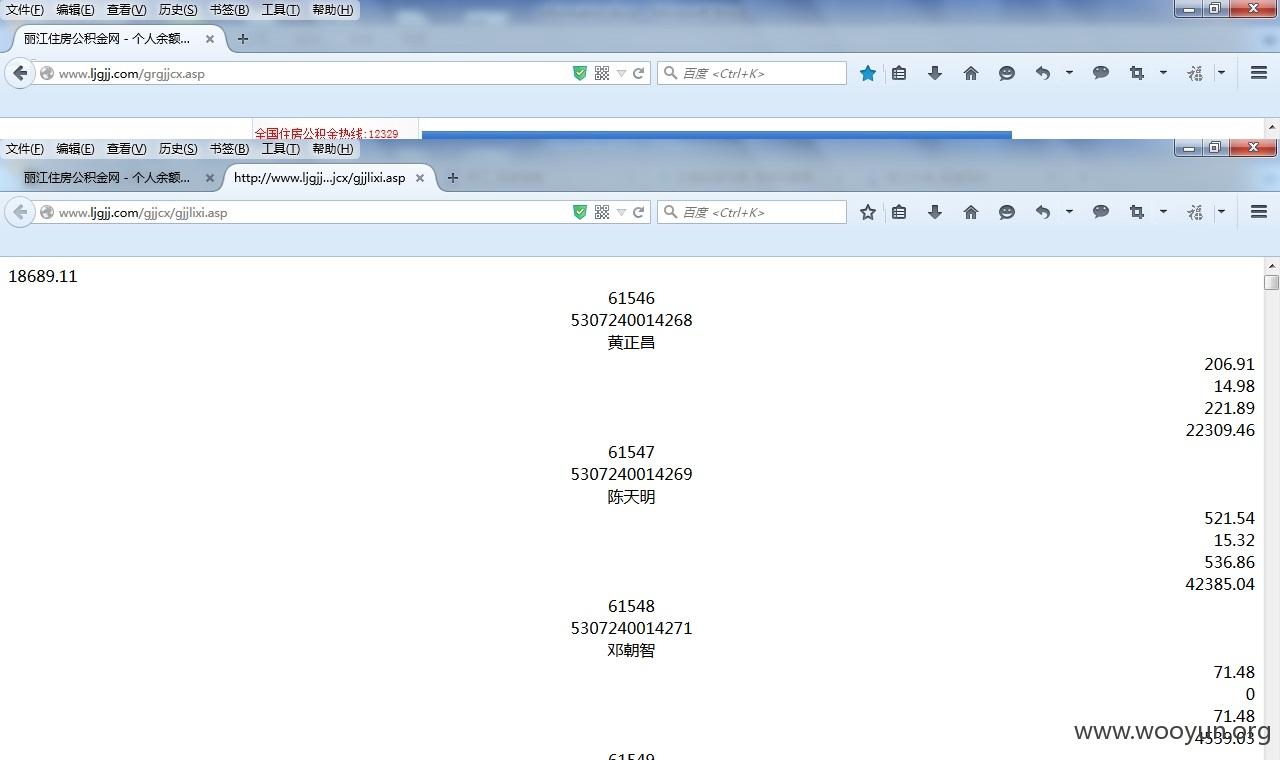 文件(F) 编辑(E) 查看(V) 历史(S) 书签(B) 工具(T) 帮助(H)
丽江住房公积金网 - 个人余额...
www.ljgjj.com/grgjjcx.asp 百度 <Ctrl+K>
全国住房公积金热线:12329
文件(F) 编辑(E) 查看(V) 历史(S) 书签(B) 工具(T) 帮助(H)
丽江住房公积金网 - 个人余额... http://www.ljgjj...jcx/gjjlixi.asp
www.ljgjj.com/gjjcx/gjjlixi.asp 百度 <Ctrl+K>
18689.11
61546
5307240014268
黄正昌
206.91
14.98
221.89
22309.46
61547
5307240014269
陈天明
521.54
15.32
536.86
42385.04
61548
5307240014271
邓朝智
71.48
0
71.48
www.wooyun.org
61549